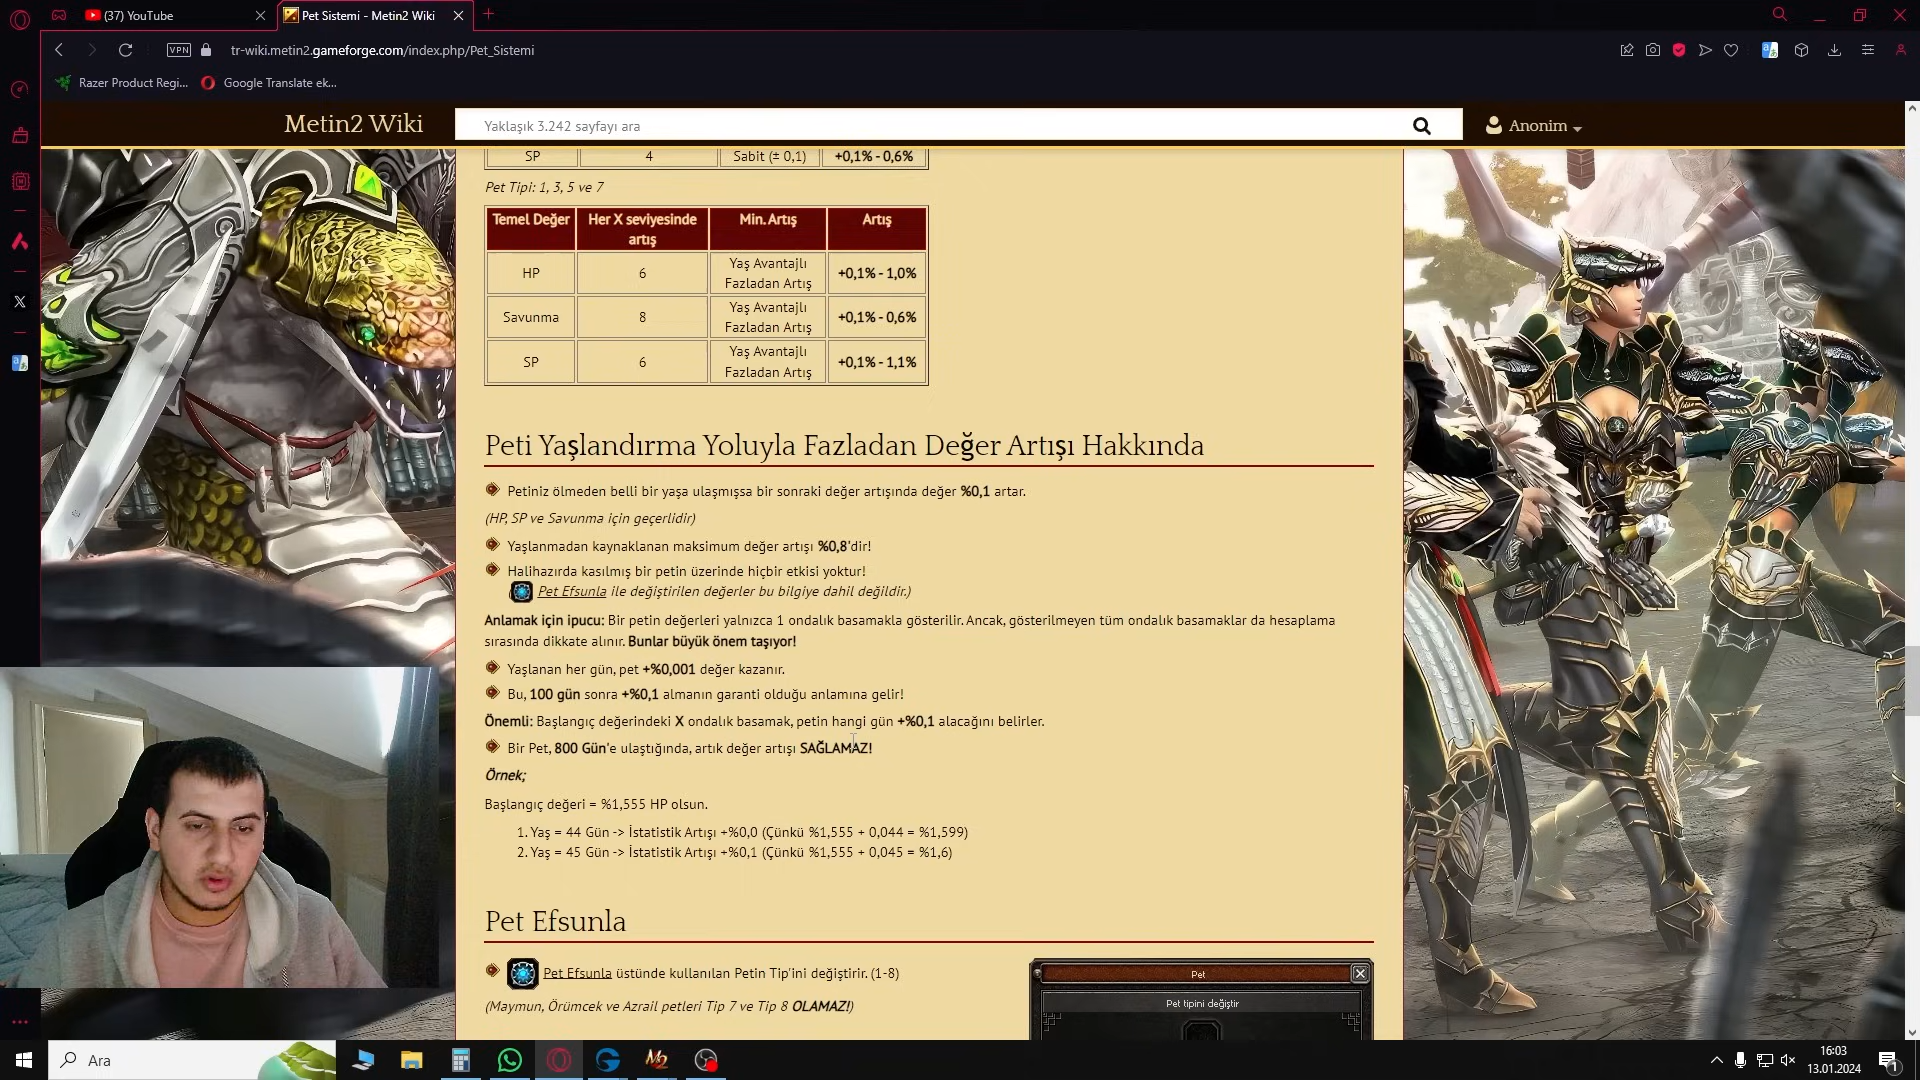 (37) YouTube
Pet Sistemi - Metin2 Wiki
VPN
tr-wiki.metin2.gameforge.com/index.php/Pet_Sistemi
Razer Product Regi...
Google Translate ek...
Metin2 Wiki
Yaklaşık 3.242 sayfayı ara
Anonim
SP 4 Sabit (± 0,1) +0,1% - 0,6%
Pet Tipi: 1, 3, 5 ve 7
Temel Değer Her X seviyesinde artış Min. Artış Artış
HP 6 Yaş Avantajlı Fazladan Artış +0,1% - 1,0%
Savunma 8 Yaş Avantajlı Fazladan Artış +0,1% - 0,6%
SP 6 Yaş Avantajlı Fazladan Artış +0,1% - 1,1%
Peti Yaşlandırma Yoluyla Fazladan Değer Artışı Hakkında
Petiniz ölmeden belli bir yaşa ulaşmışsa bir sonraki değer artışında değer %0,1 artar.
(HP, SP ve Savunma için geçerlidir)
Yaşlanmadan kaynaklanan maksimum değer artışı %0,8'dir!
Halihazırda kasılmış bir petin üzerinde hiçbir etkisi yoktur!
( Pet Efsunla ile değiştirilen değerler bu bilgiye dahil değildir.)
Anlamak için ipucu: Bir petin değerleri yalnızca 1 ondalık basamakla gösterilir. Ancak, gösterilmeyen tüm ondalık basamaklar da hesaplama
sırasında dikkate alınır. Bunlar büyük önem taşıyor!
Yaşlanan her gün, pet +%0,001 değer kazanır.
Bu, 100 gün sonra +%0,1 almanın garanti olduğu anlamına gelir!
Önemli: Başlangıç değerindeki X ondalık basamak, petin hangi gün +%0,1 alacağını belirler.
Bir Pet, 800 Gün'e ulaştığında, artık değer artışı SAĞLAMAZ!
Örnek;
Başlangıç değeri = %1,555 HP olsun.
1. Yaş = 44 Gün -> İstatistik Artışı +%0,0 (Çünkü %1,555 + 0,044 = %1,599)
2. Yaş = 45 Gün -> İstatistik Artışı +%0,1 (Çünkü %1,555 + 0,045 = %1,6)
Pet Efsunla
Pet Efsunla üstünde kullanılan Petin Tip'ini değiştirir. (1-8)
(Maymun, Örümcek ve Azrail petleri Tip 7 ve Tip 8 OLAMAZ!)
Pet
Pet tipini değiştir
Ara
16:03
13.01.2024
1